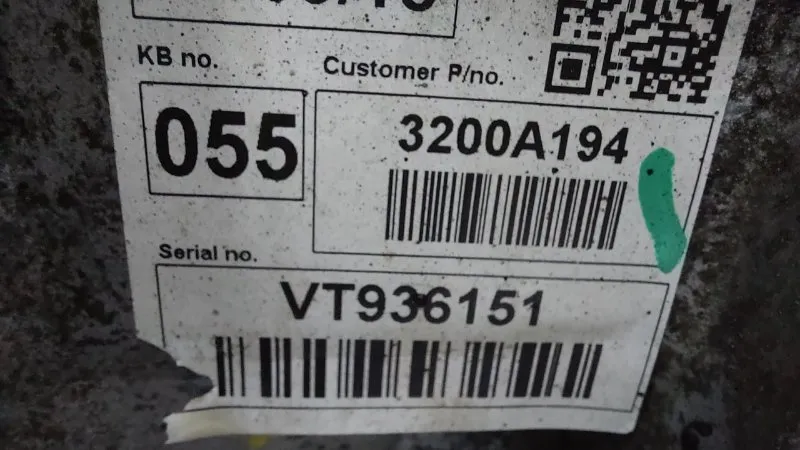 KB no.
Customer P/no.
055
3200A194
Serial no.
VT936151